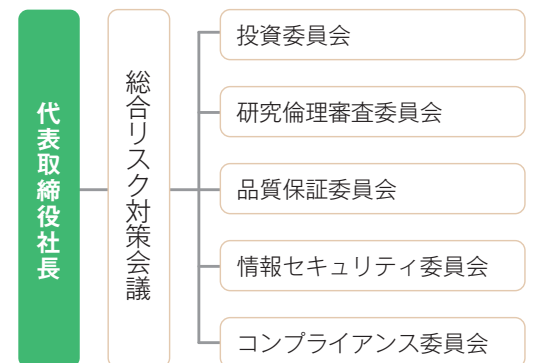 代表取締役社長
総合リスク対策会議
投資委員会
研究倫理審査委員会
品質保証委員会
情報セキュリティ委員会
コンプライアンス委員会